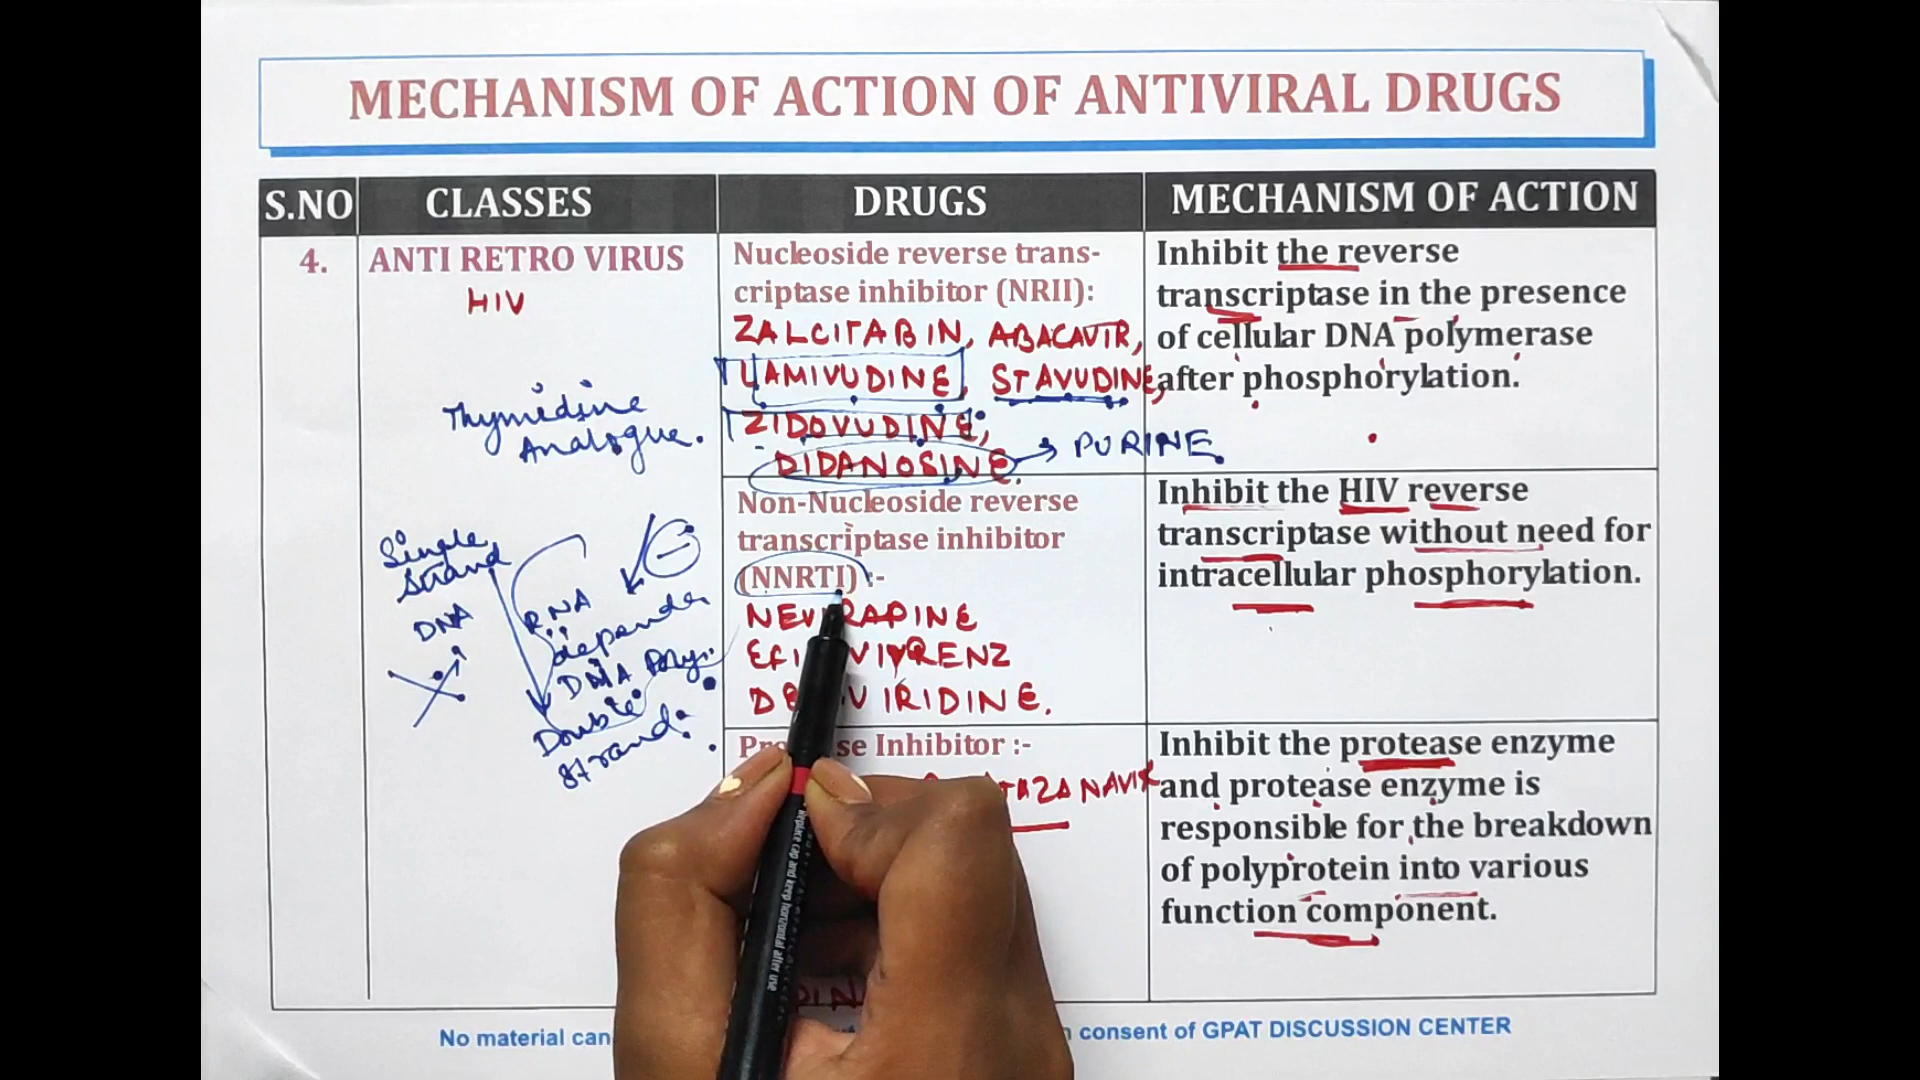 MECHANISM OF ACTION OF ANTIVIRAL DRUGS
S.NO CLASSES DRUGS MECHANISM OF ACTION
4. ANTI RETRO VIRUS
HIV
Thymidine
Analogue.
Single
Strand
DNA
RNA
dependen
DNA Poly.
Double
strand.
Nucleoside reverse trans-
criptase inhibitor (NRII):
ZALCITABIN, ABACAVIR,
LAMIVUDINE, STAVUDINE,
ZIDOVUDINE,
DIDANOSINE. → PURINE.
Inhibit the reverse
transcriptase in the presence
of cellular DNA polymerase
after phosphorylation.
Non-Nucleoside reverse
transcriptase inhibitor
(NNRTI) :-
RAPINE
VIRENZ
VIRIDINE.
Inhibit the HIV reverse
transcriptase without need for
intracellular phosphorylation.
Inhibitor :-
Inhibit the protease enzyme
and protease enzyme is
responsible for the breakdown
of polyprotein into various
function component.
No material can
consent of GPAT DISCUSSION CENTER